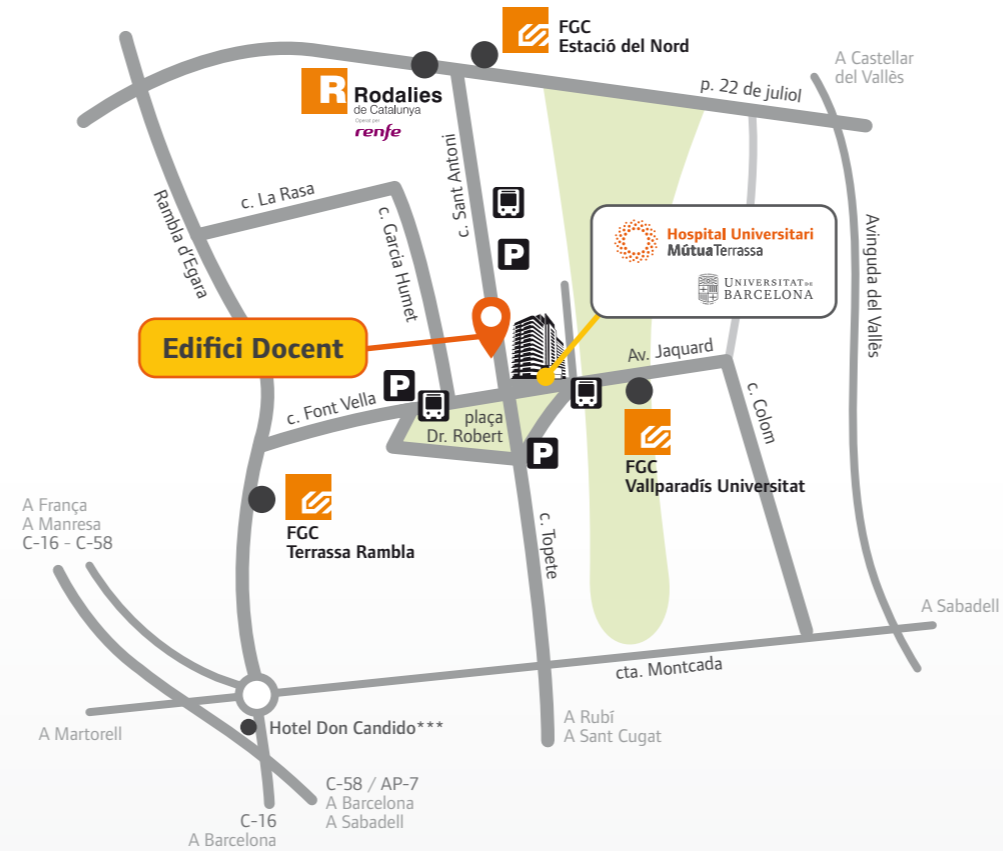 FGC
Estació del Nord
A Castellar
del Vallès
R
Rodalies
de Catalunya
Operat per
renfe
p. 22 de juliol
c. Sant Antoni
c. La Rasa
Rambla d'Egara
c. Garcia Humet
P
Hospital Universitari
MútuaTerrassa
UNIVERSITAT DE
BARCELONA
Avinguda del Vallès
Edifici Docent
Av. Jaquard
P
c. Font Vella
plaça
Dr. Robert
c. Colom
P
FGC
Vallparadís Universitat
A França
A Manresa
C-16 - C-58
FGC
Terrassa Rambla
c. Topete
A Sabadell
cta. Montcada
A Martorell
Hotel Don Candido***
A Rubí
A Sant Cugat
C-58 / AP-7
A Barcelona
A Sabadell
C-16
A Barcelona